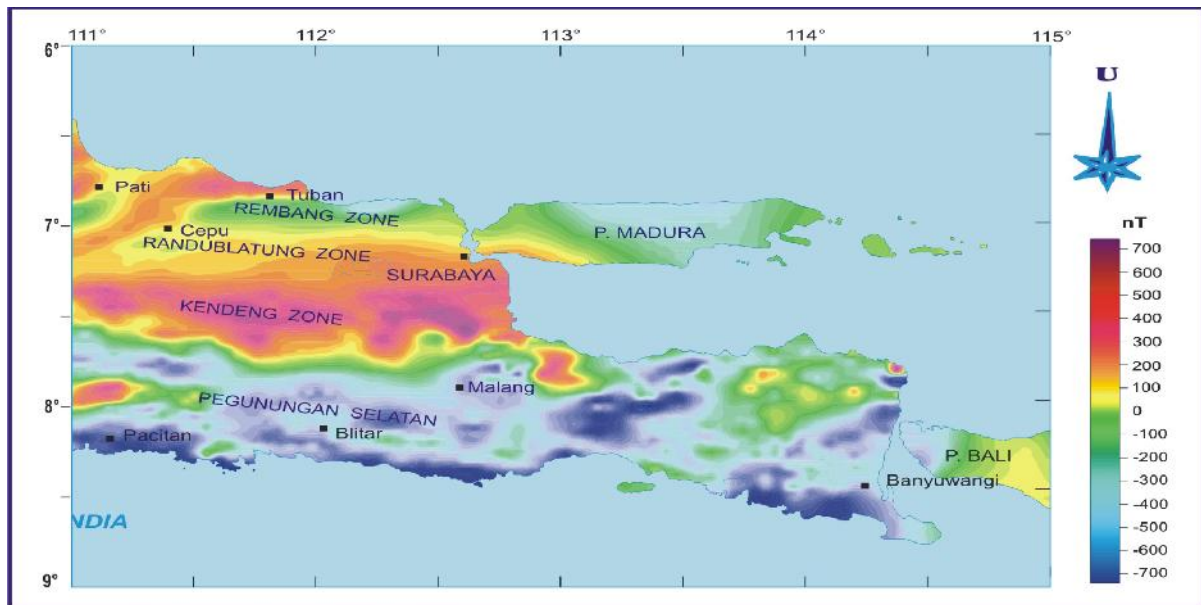 111° 112° 113° 114° 115°
6°
U
nT
Pati
Tuban
REMBANG ZONE
7°
Cepu
P. MADURA
RANDUBLATUNG ZONE
SURABAYA
KENDENG ZONE
Malang
8°
PEGUNUNGAN SELATAN
Blitar
Pacitan
P. BALI
Banyuwangi
NDIA
9°
700
600
500
400
300
200
100
0
-100
-200
-300
-400
-500
-600
-700